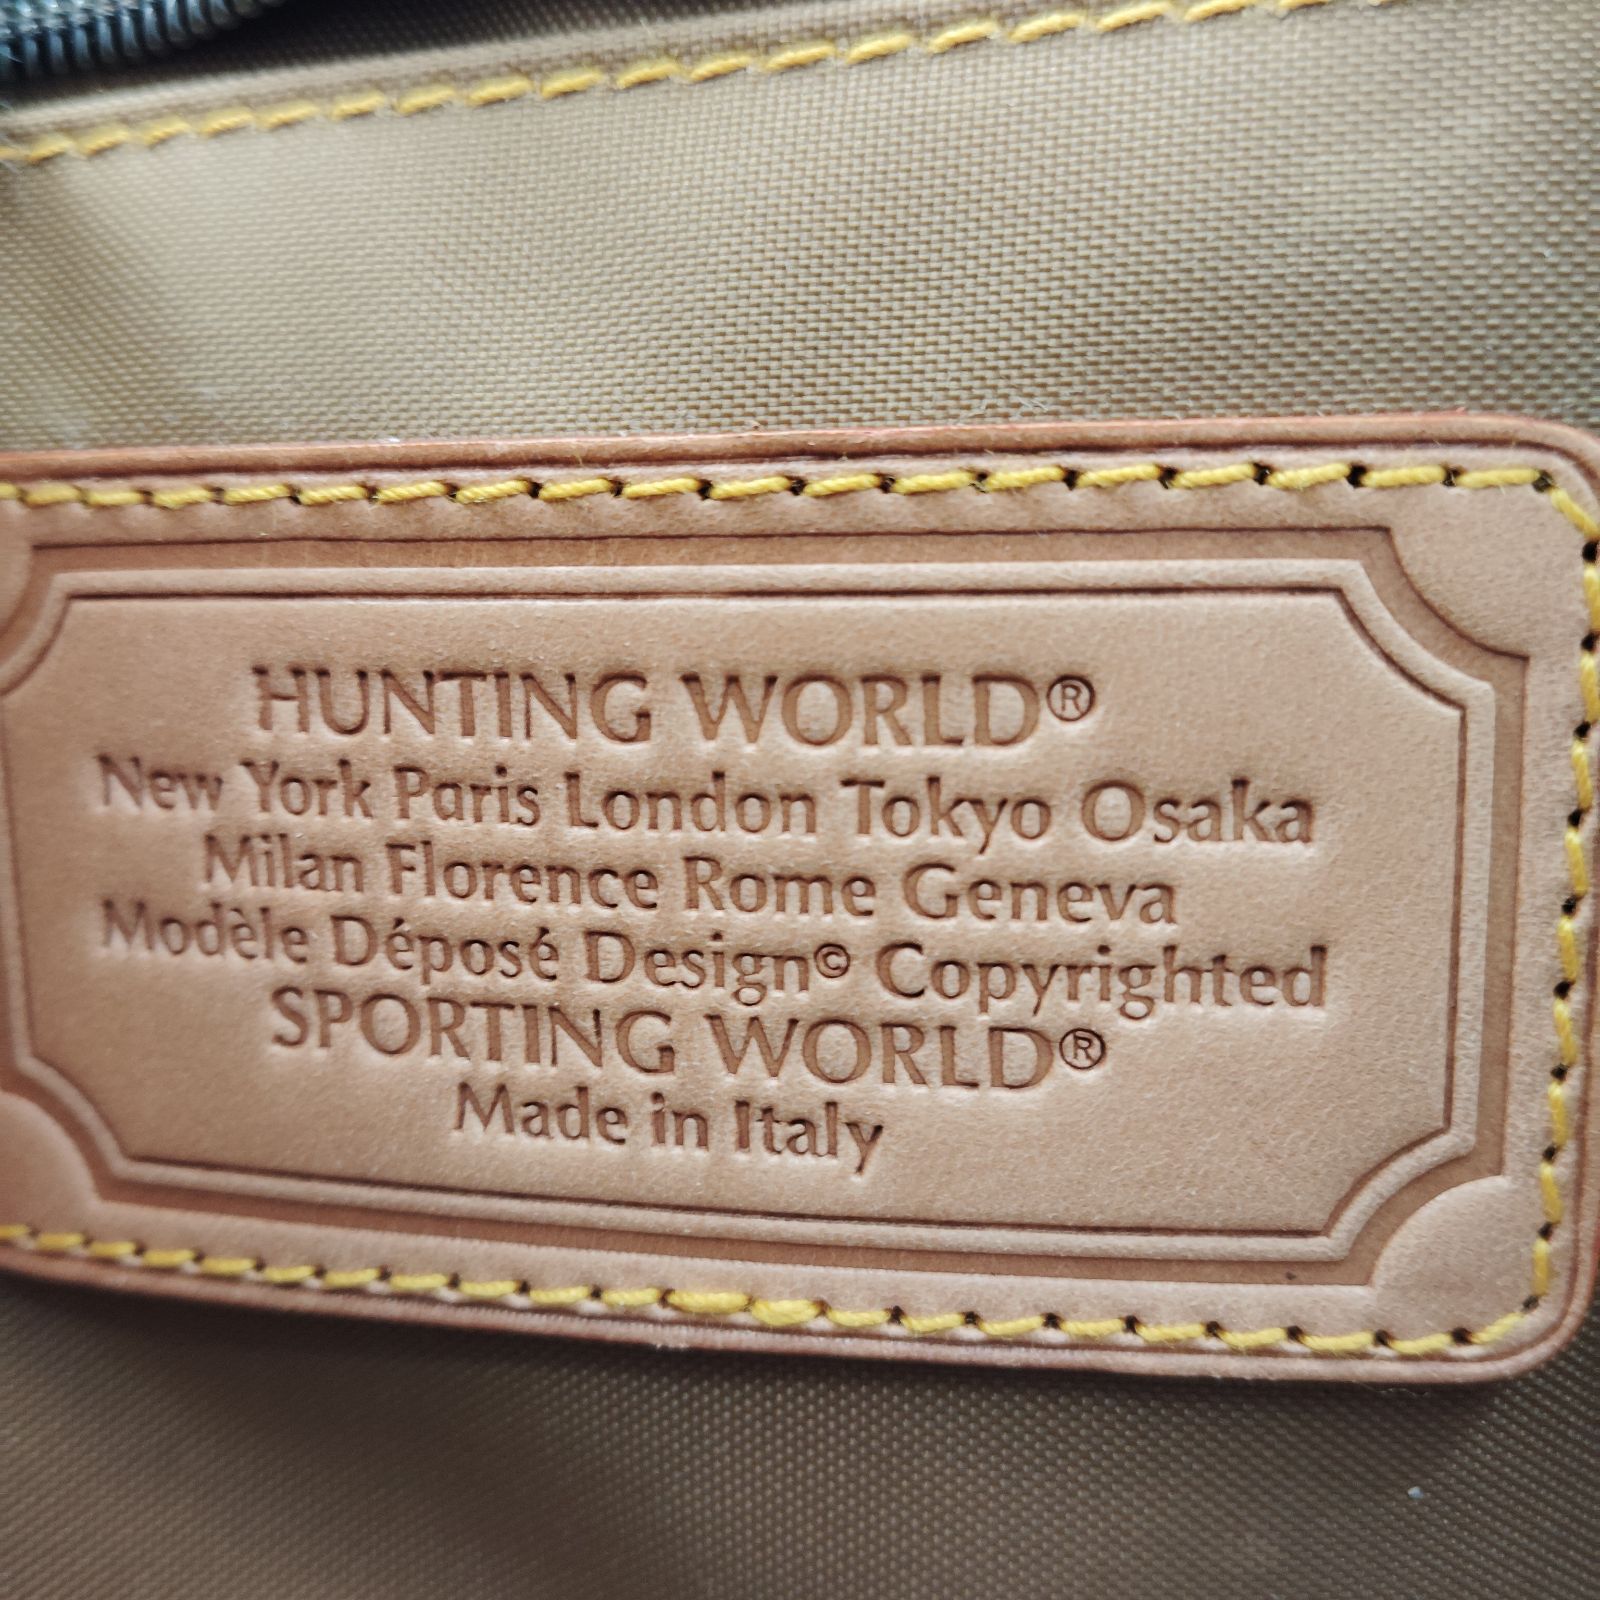 HUNTING WORLD®
New York Paris London Tokyo Osaka
Milan Florence Rome Geneva
Modèle Déposé Design© Copyrighted
SPORTING WORLD®
Made in Italy